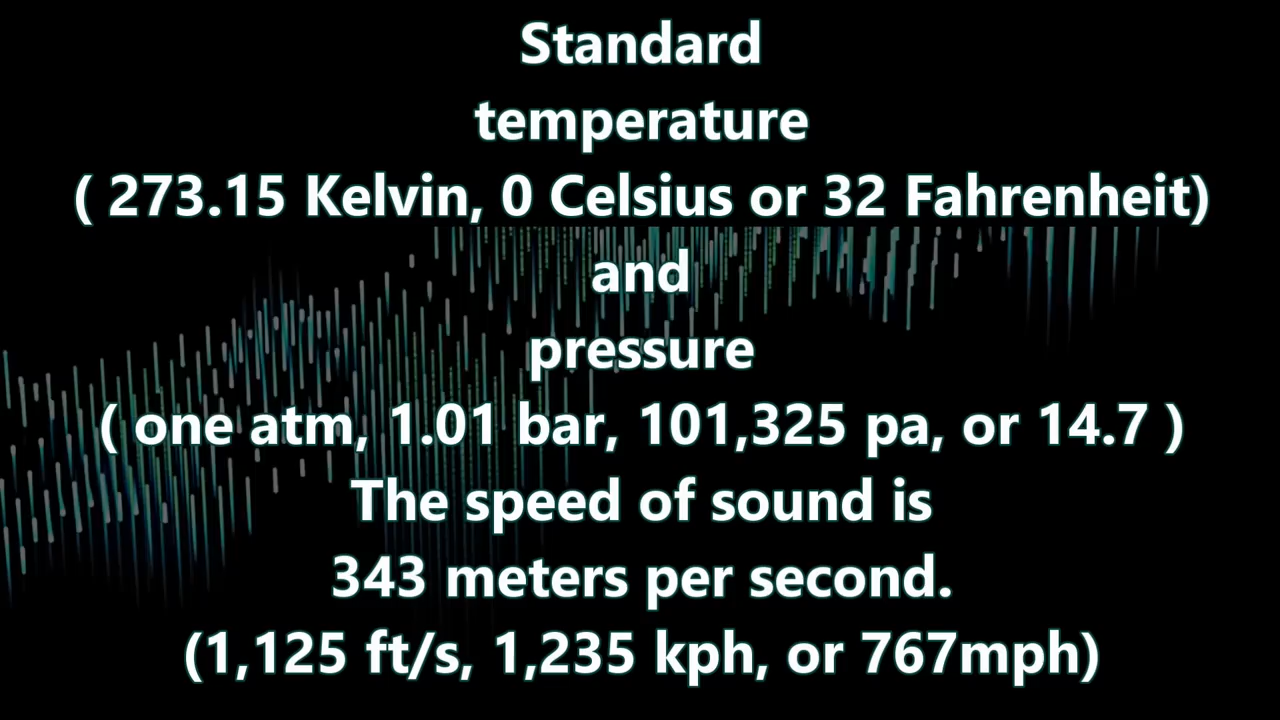 Standard
temperature
( 273.15 Kelvin, 0 Celsius or 32 Fahrenheit)
and
pressure
( one atm, 1.01 bar, 101,325 pa, or 14.7 )
The speed of sound is
343 meters per second.
(1,125 ft/s, 1,235 kph, or 767mph)